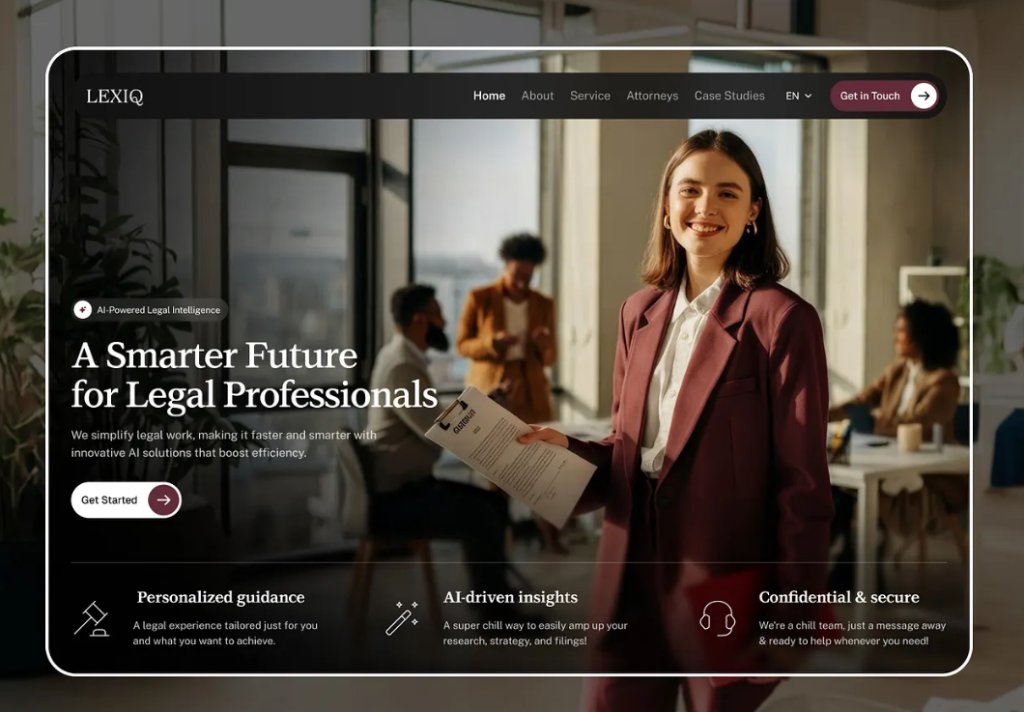 LEXIQ
Home About Service Attorneys Case Studies EN Get in Touch
AI-Powered Legal Intelligence
A Smarter Future
for Legal Professionals
We simplify legal work, making it faster and smarter with
innovative AI solutions that boost efficiency.
Get Started
Personalized guidance
A legal experience tailored just for you
and what you want to achieve.
AI-driven insights
A super chill way to easily amp up your
research, strategy, and filings!
Confidential & secure
We're a chill team, just a message away
& ready to help whenever you need!